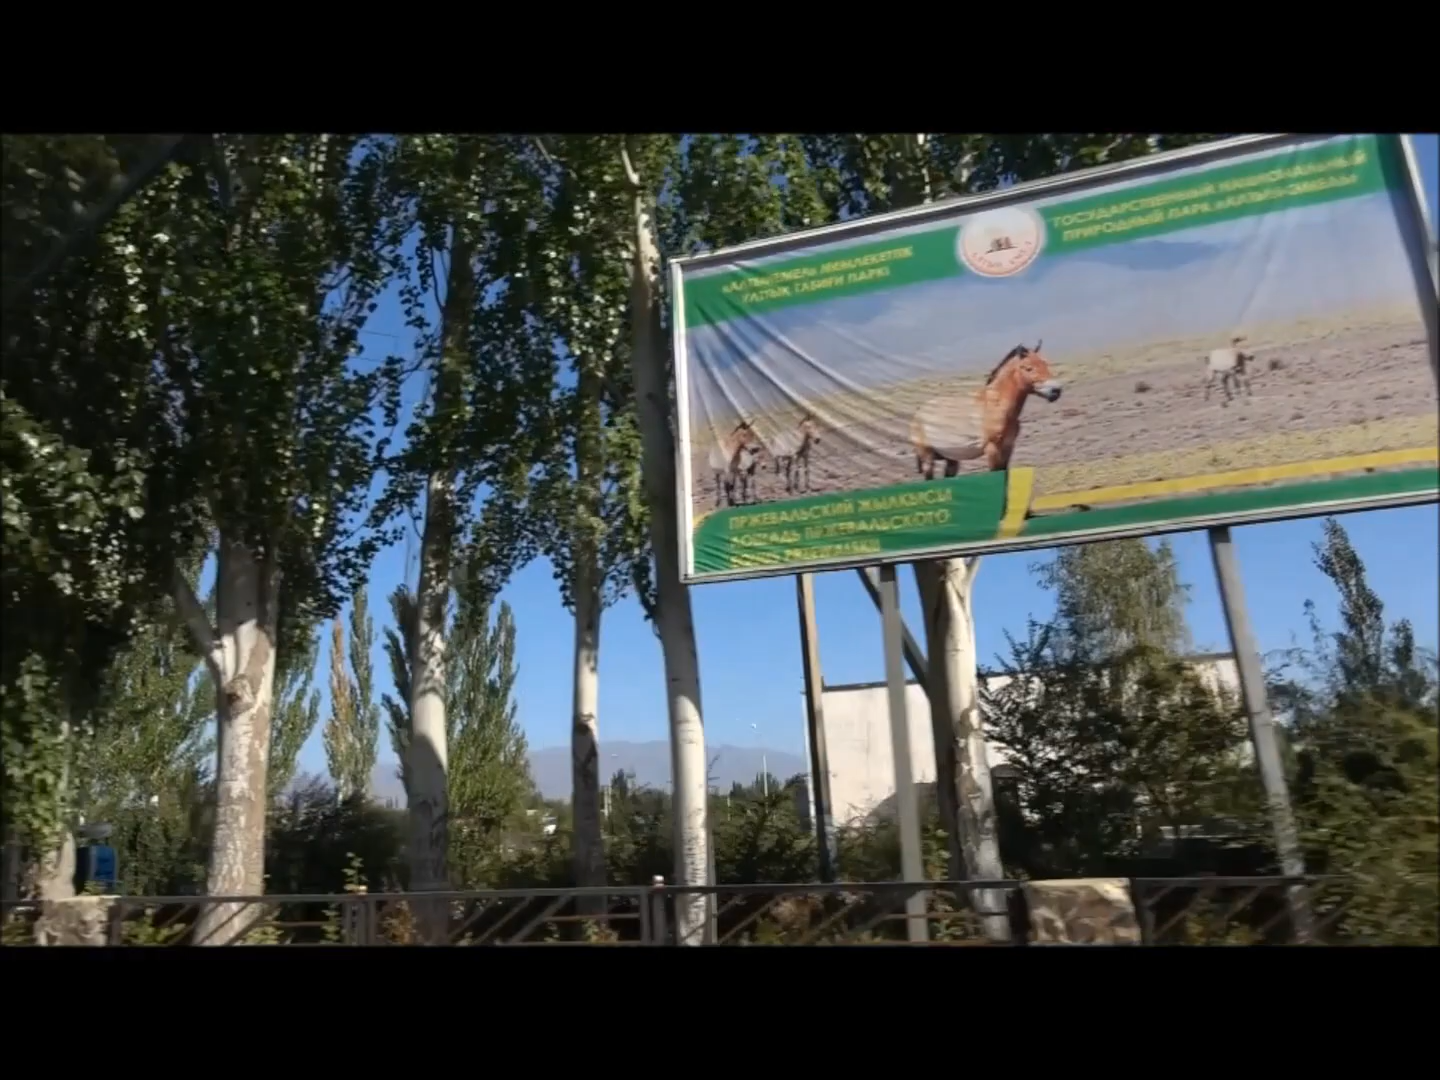 «АЛТЫНЕМЕЛ» МЕМЛЕКЕТТІК
ҰЛТТЫҚ ТАБИҒИ ПАРКІ
ГОСУДАРСТВЕННЫЙ НАЦИОНАЛЬНЫЙ
ПРИРОДНЫЙ ПАРК «АЛТЫН-ЭМЕЛЬ»
ПРЖЕВАЛЬСКИЙ ЖЫЛҚЫСЫ
ЛОШАДЬ ПРЖЕВАЛЬСКОГО